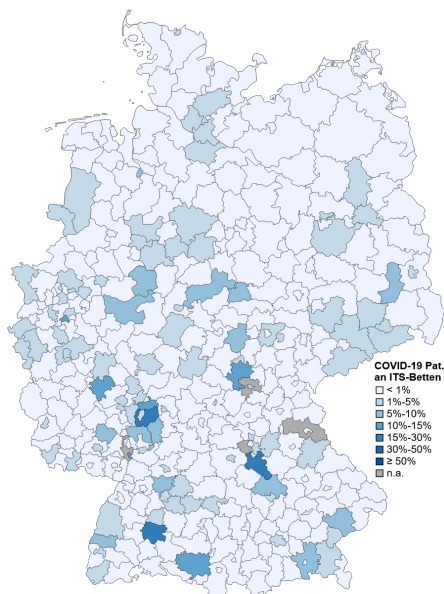 COVID-19 Pat.
an ITS-Betten
< 1%
1%-5%
5%-10%
10%-15%
15%-30%
30%-50%
≥ 50%
n.a.